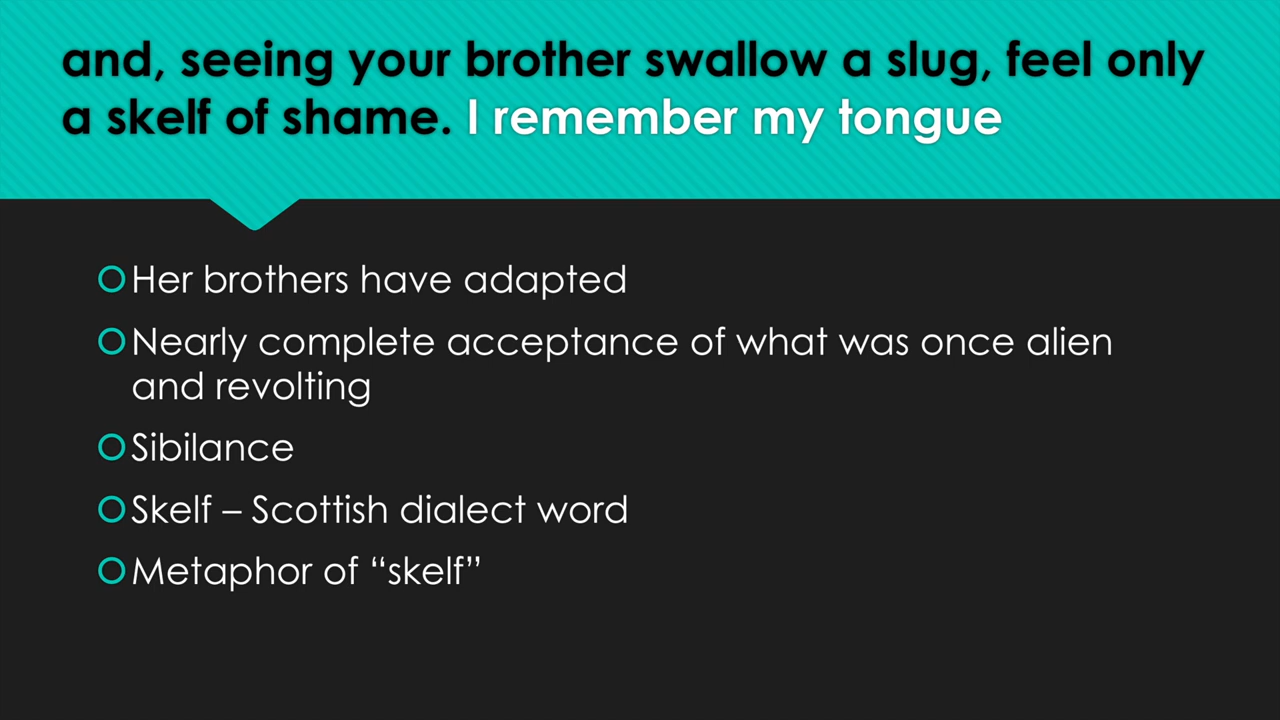 and, seeing your brother swallow a slug, feel only
a skelf of shame. I remember my tongue
Her brothers have adapted
Nearly complete acceptance of what was once alien
and revolting
Sibilance
Skelf – Scottish dialect word
Metaphor of “skelf”